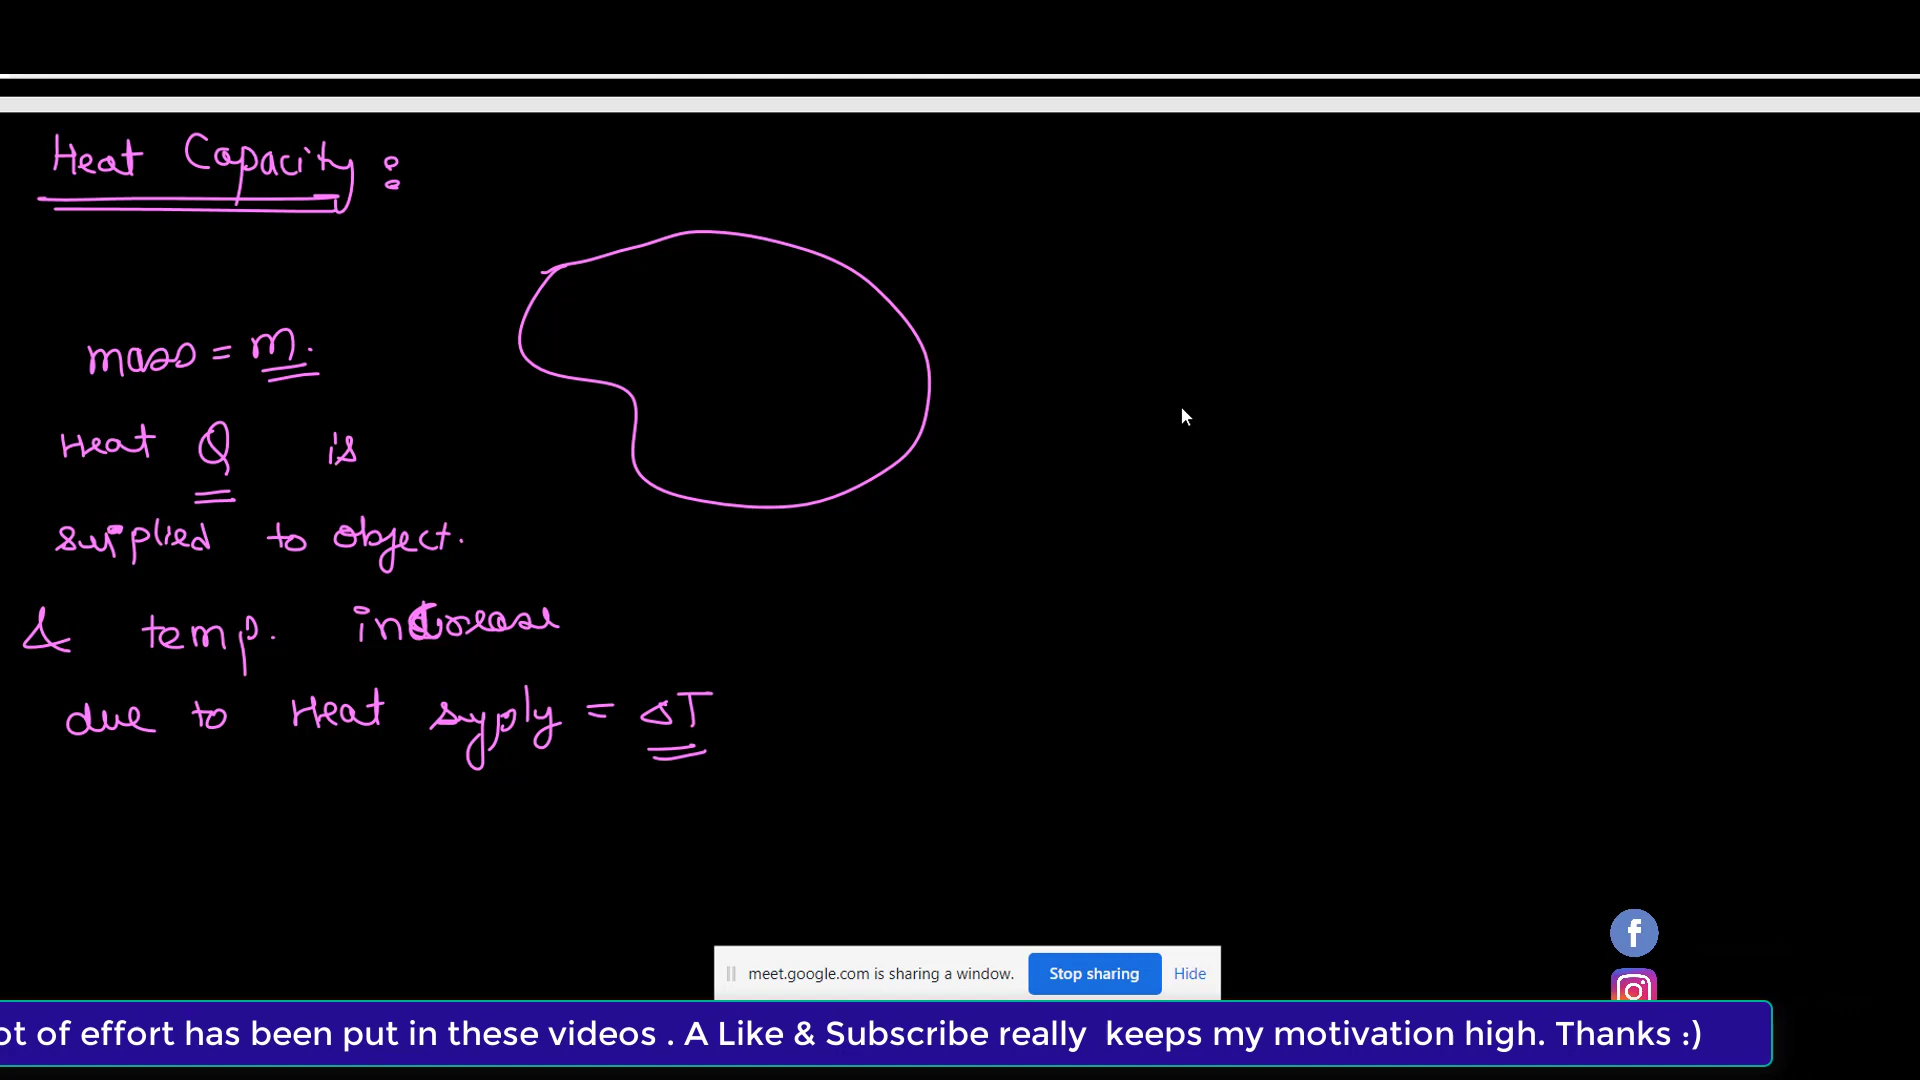 Heat Capacity :
mass = m.
Heat Q is
supplied to object.
& temp. increase
due to Heat supply = ΔT
meet.google.com is sharing a window. Stop sharing Hide
f
ot of effort has been put in these videos . A Like & Subscribe really keeps my motivation high. Thanks :)